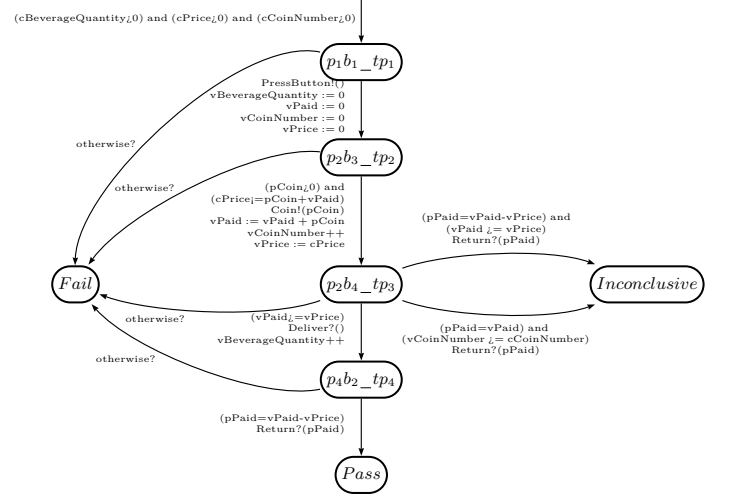 (cBeverageQuantity¿0) and (cPrice¿0) and (cCoinNumber¿0)
p1b1_tp1
PressButton!()
vBeverageQuantity := 0
vPaid := 0
vCoinNumber := 0
vPrice := 0
otherwise?
p2b3_tp2
otherwise?
(pCoin¿0) and
(cPrice¡=pCoin+vPaid)
Coin!(pCoin)
vPaid := vPaid + pCoin
vCoinNumber++
vPrice := cPrice
(pPaid=vPaid-vPrice) and
(vPaid ¿= vPrice)
Return?(pPaid)
Fail
p2b4_tp3
Inconclusive
otherwise?
(vPaid¿=vPrice)
Deliver?()
vBeverageQuantity++
(pPaid=vPaid) and
(vCoinNumber ¿= cCoinNumber)
Return?(pPaid)
otherwise?
p4b2_tp4
(pPaid=vPaid-vPrice)
Return?(pPaid)
Pass